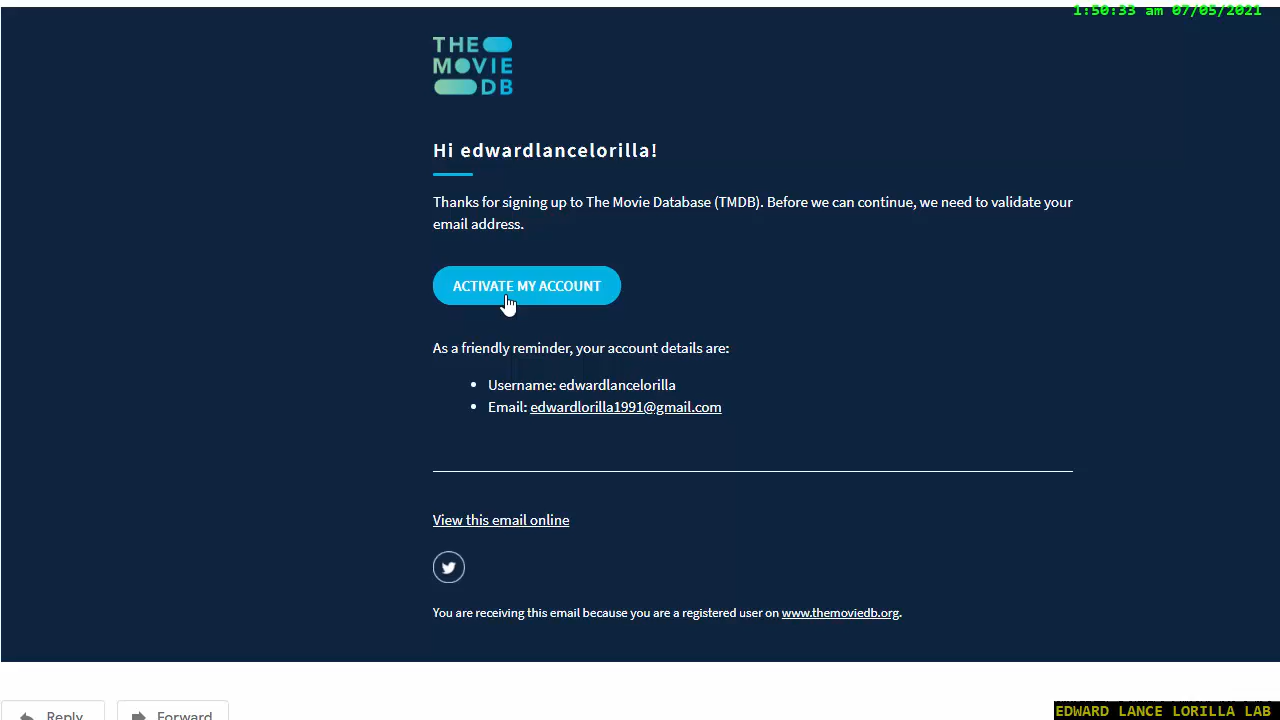 1:50:33 am 07/05/2021
THE
MOVIE
DB
Hi edwardlancelorilla!
Thanks for signing up to The Movie Database (TMDB). Before we can continue, we need to validate your
email address.
ACTIVATE MY ACCOUNT
As a friendly reminder, your account details are:
• Username: edwardlancelorilla
• Email: edwardlorilla1991@gmail.com
View this email online
You are receiving this email because you are a registered user on www.themoviedb.org.
Reply Forward
EDWARD LANCE LORILLA LAB